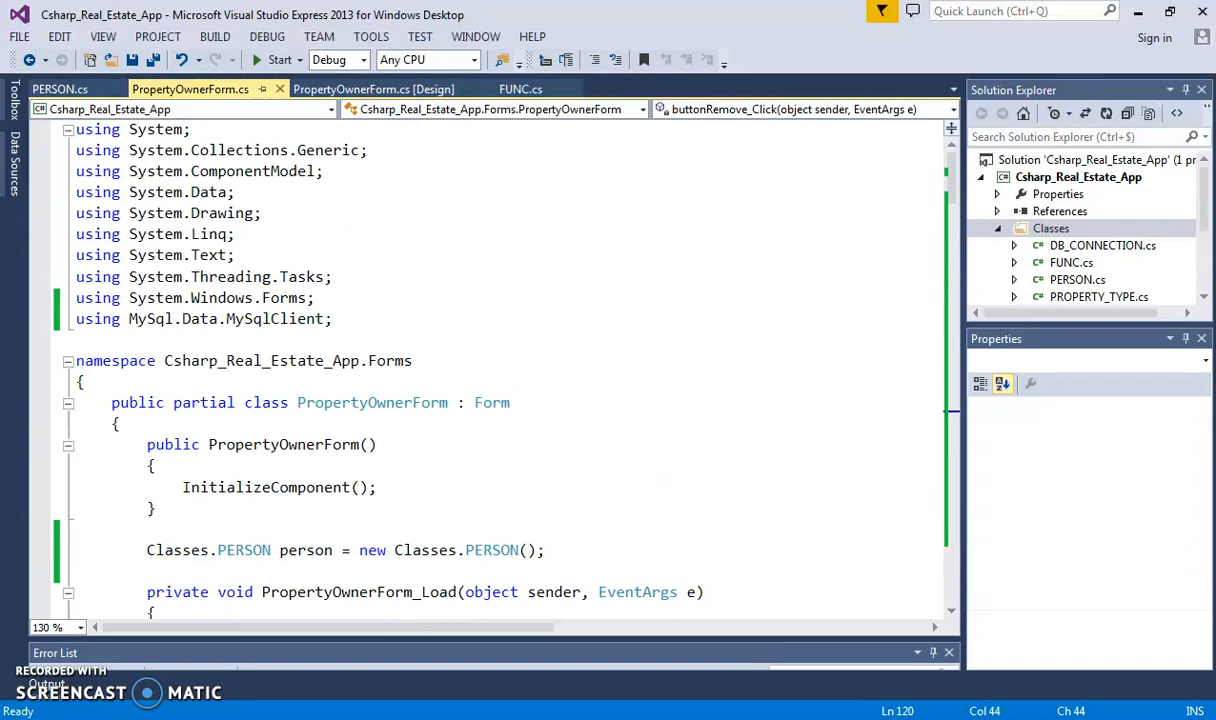 Csharp_Real_Estate_App - Microsoft Visual Studio Express 2013 for Windows Desktop
Quick Launch (Ctrl+Q)
FILE EDIT VIEW PROJECT BUILD DEBUG TEAM TOOLS TEST WINDOW HELP
Sign in
Start Debug Any CPU
Toolbox
Data Sources
PERSON.cs PropertyOwnerForm.cs PropertyOwnerForm.cs [Design] FUNC.cs
Csharp_Real_Estate_App Csharp_Real_Estate_App.Forms.PropertyOwnerForm buttonRemove_Click(object sender, EventArgs e)
using System;
using System.Collections.Generic;
using System.ComponentModel;
using System.Data;
using System.Drawing;
using System.Linq;
using System.Text;
using System.Threading.Tasks;
using System.Windows.Forms;
using MySql.Data.MySqlClient;
namespace Csharp_Real_Estate_App.Forms
{
public partial class PropertyOwnerForm : Form
{
public PropertyOwnerForm()
{
InitializeComponent();
}
Classes.PERSON person = new Classes.PERSON();
private void PropertyOwnerForm_Load(object sender, EventArgs e)
{
130 %
Solution Explorer
Search Solution Explorer (Ctrl+$)
Solution 'Csharp_Real_Estate_App' (1 pr
Csharp_Real_Estate_App
Properties
References
Classes
DB_CONNECTION.cs
FUNC.cs
PERSON.cs
PROPERTY_TYPE.cs
Properties
Error List
Output
RECORDED WITH
SCREENCAST MATIC
Ready Ln 120 Col 44 Ch 44 INS